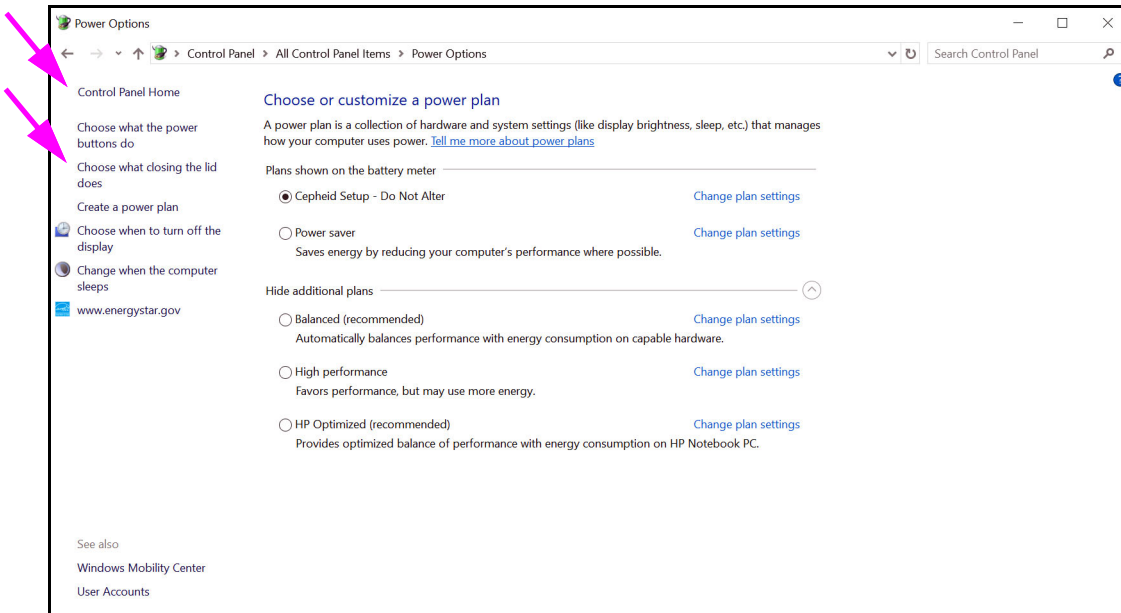 Power Options
Control Panel > All Control Panel Items > Power Options
Search Control Panel
Control Panel Home
Choose what the power
buttons do
Choose what closing the lid
does
Create a power plan
Choose when to turn off the
display
Change when the computer
sleeps
www.energystar.gov
See also
Windows Mobility Center
User Accounts
Choose or customize a power plan
A power plan is a collection of hardware and system settings (like display brightness, sleep, etc.) that manages
how your computer uses power. Tell me more about power plans
Plans shown on the battery meter
Cepheid Setup - Do Not Alter Change plan settings
Power saver Change plan settings
Saves energy by reducing your computer's performance where possible.
Hide additional plans
Balanced (recommended) Change plan settings
Automatically balances performance with energy consumption on capable hardware.
High performance Change plan settings
Favors performance, but may use more energy.
HP Optimized (recommended) Change plan settings
Provides optimized balance of performance with energy consumption on HP Notebook PC.